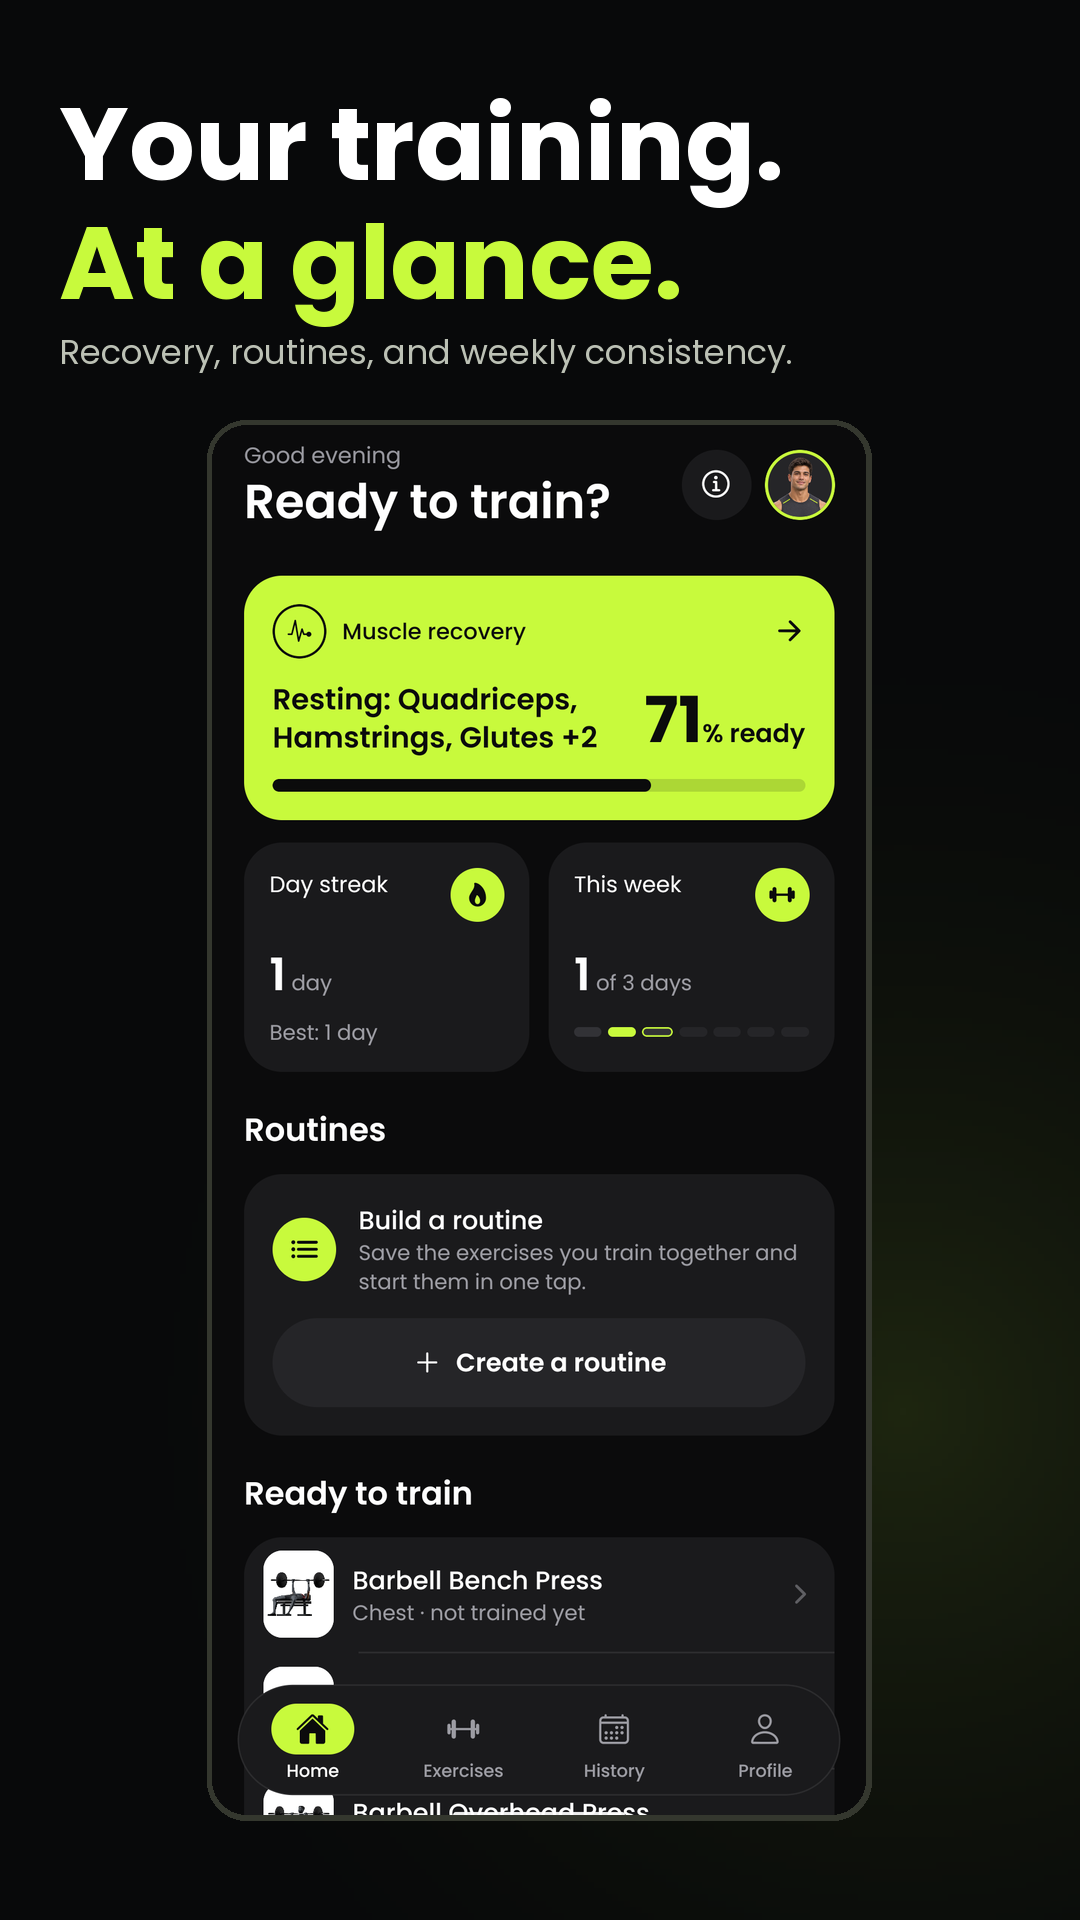 Your training.
At a glance.
Recovery, routines, and weekly consistency.
Good evening
Ready to train?
Muscle recovery
Resting: Quadriceps,
Hamstrings, Glutes +2
71% ready
Day streak
1 day
Best: 1 day
This week
1 of 3 days
Routines
Build a routine
Save the exercises you train together and
start them in one tap.
+ Create a routine
Ready to train
Barbell Bench Press
Chest · not trained yet
Home
Exercises
History
Profile
Barbell Overhead Press